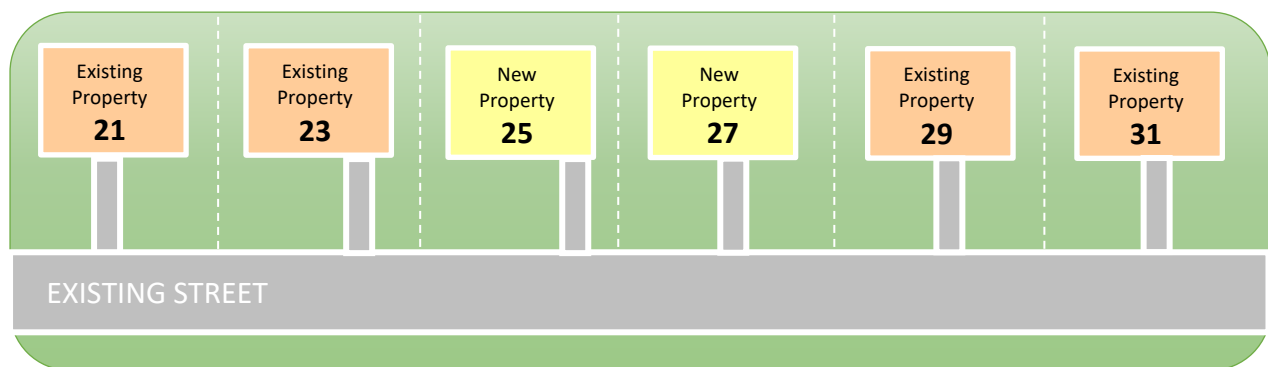 Existing
Property
21
Existing
Property
23
New
Property
25
New
Property
27
Existing
Property
29
Existing
Property
31
EXISTING STREET